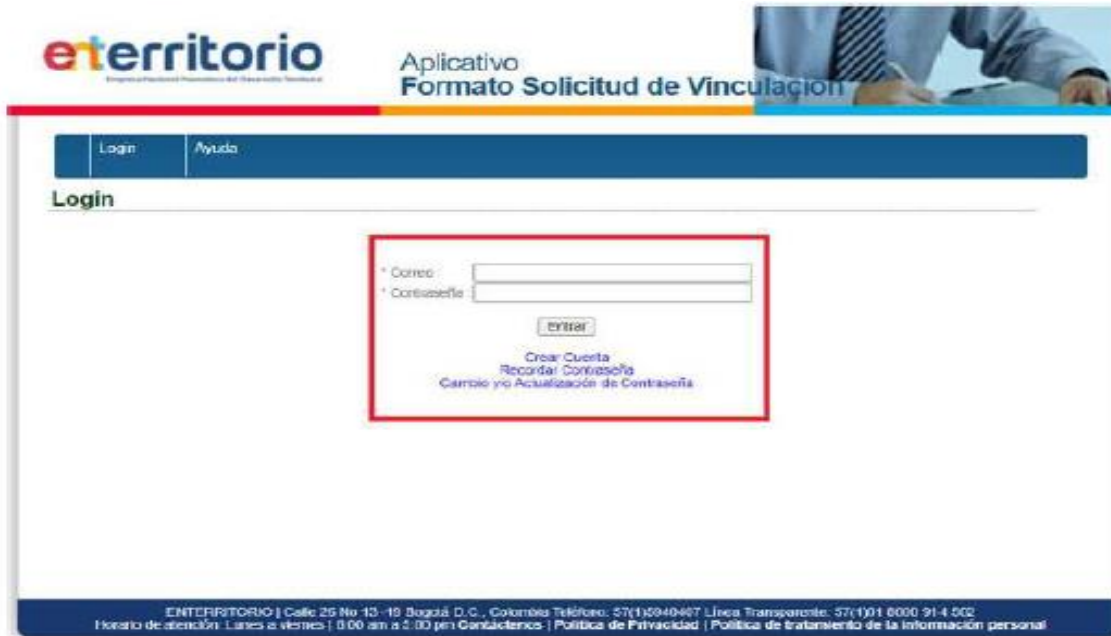 enterritorio
Aplicativo
Formato Solicitud de Vinculación
Login Ayuda
Login
* Correo
* Contraseña
Entrar
Crear Cuenta
Recordar Contraseña
Cambio y/o Actualización de Contraseña
ENTERRITORIO | Calle 26 No 13-19 Bogotá D.C., Colombia Teléfono: 57(1)5940407 Línea Transparente: 57(1)01 8000 914 502
Horario de atención: Lunes a viernes | 8:00 am a 5:00 pm Contáctenos | Política de Privacidad | Política de tratamiento de la información personal